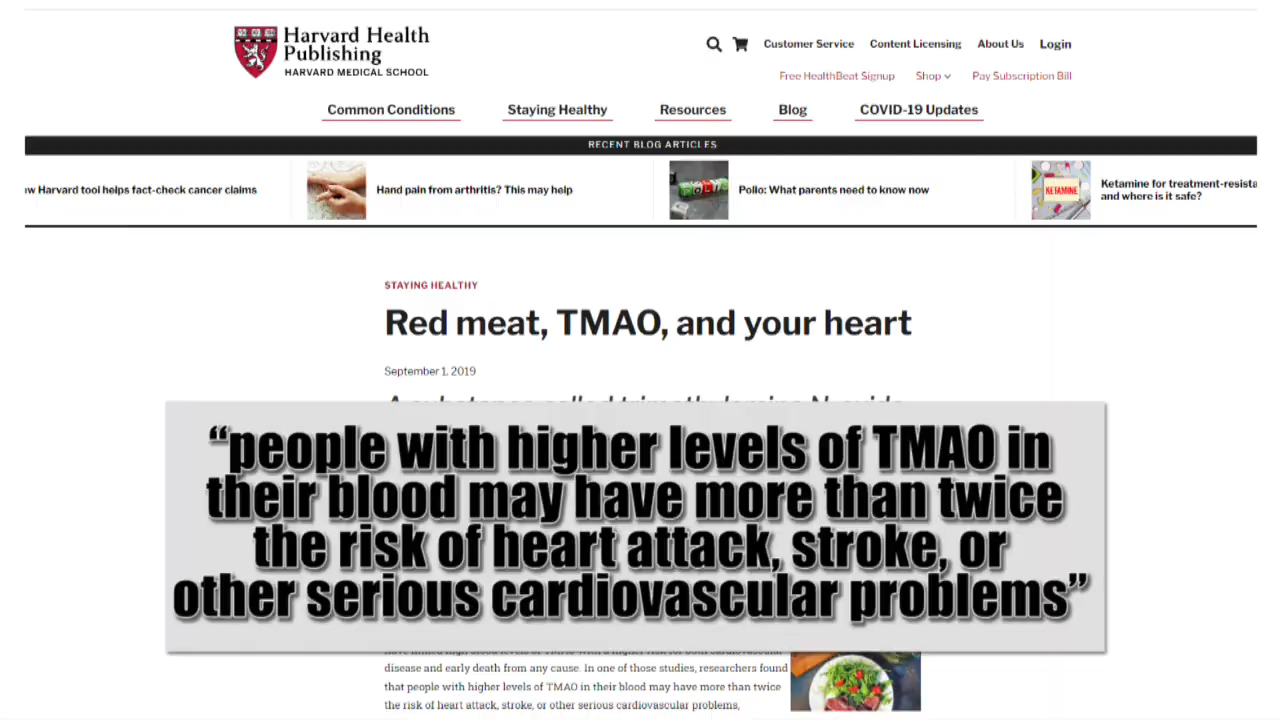 Harvard Health
Publishing
HARVARD MEDICAL SCHOOL
Customer Service Content Licensing About Us Login
Free HealthBeat Signup Shop Pay Subscription Bill
Common Conditions Staying Healthy Resources Blog COVID-19 Updates
RECENT BLOG ARTICLES
Harvard tool helps fact-check cancer claims
Hand pain from arthritis? This may help
POLIO
Polio: What parents need to know now
KETAMINE
Ketamine for treatment-resista
and where is it safe?
STAYING HEALTHY
Red meat, TMAO, and your heart
September 1, 2019
“people with higher levels of TMAO in
their blood may have more than twice
the risk of heart attack, stroke, or
other serious cardiovascular problems”
disease and early death from any cause. In one of those studies, researchers found
that people with higher levels of TMAO in their blood may have more than twice
the risk of heart attack, stroke, or other serious cardiovascular problems,